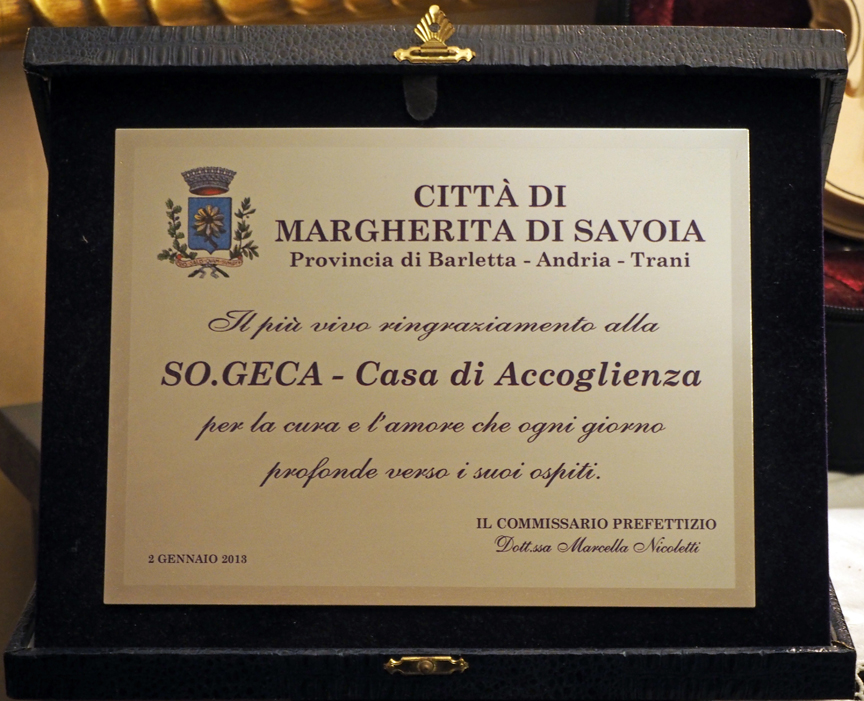 CITTÀ DI
MARGHERITA DI SAVOIA
Provincia di Barletta - Andria - Trani
Il più vivo ringraziamento alla
SO.GECA - Casa di Accoglienza
per la cura e l'amore che ogni giorno
profonde verso i suoi ospiti.
IL COMMISSARIO PREFETTIZIO
Dott.ssa Marcella Nicoletti
2 GENNAIO 2013